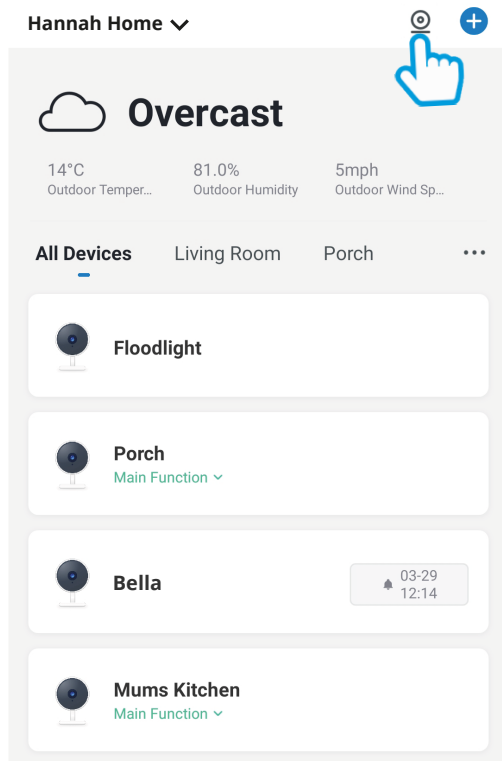 Hannah Home
Overcast
14°C 81.0% 5mph
Outdoor Temper... Outdoor Humidity Outdoor Wind Sp...
All Devices Living Room Porch
Floodlight
Porch
Main Function
Bella
03-29
12:14
Mums Kitchen
Main Function